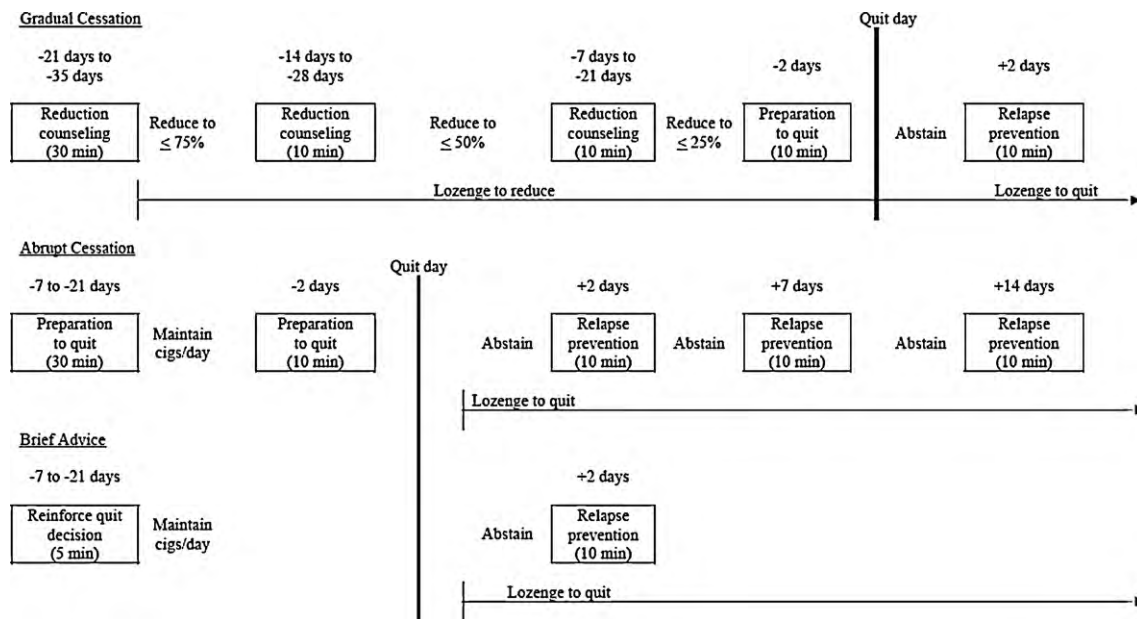 Gradual Cessation
Quit day
-21 days to
-35 days
-14 days to
-28 days
-7 days to
-21 days
-2 days
+2 days
Reduction
counseling
(30 min)
Reduce to
≤ 75%
Reduction
counseling
(10 min)
Reduce to
≤ 50%
Reduction
counseling
(10 min)
Reduce to
≤ 25%
Preparation
to quit
(10 min)
Abstain
Relapse
prevention
(10 min)
Lozenge to reduce
Lozenge to quit
Abrupt Cessation
Quit day
-7 to -21 days
-2 days
+2 days
+7 days
+14 days
Preparation
to quit
(30 min)
Maintain
cigs/day
Preparation
to quit
(10 min)
Abstain
Relapse
prevention
(10 min)
Abstain
Relapse
prevention
(10 min)
Abstain
Relapse
prevention
(10 min)
Lozenge to quit
Brief Advice
-7 to -21 days
+2 days
Reinforce quit
decision
(5 min)
Maintain
cigs/day
Abstain
Relapse
prevention
(10 min)
Lozenge to quit